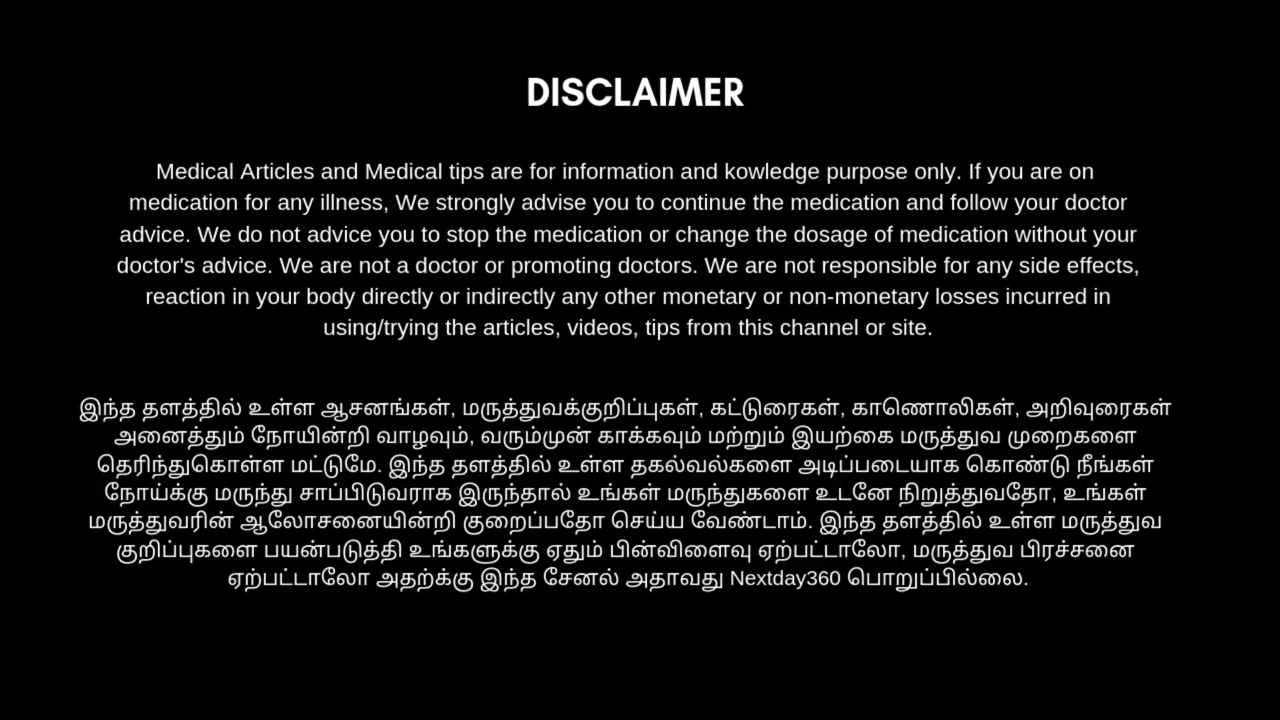 DISCLAIMER
Medical Articles and Medical tips are for information and kowledge purpose only. If you are on
medication for any illness, We strongly advise you to continue the medication and follow your doctor
advice. We do not advice you to stop the medication or change the dosage of medication without your
doctor's advice. We are not a doctor or promoting doctors. We are not responsible for any side effects,
reaction in your body directly or indirectly any other monetary or non-monetary losses incurred in
using/trying the articles, videos, tips from this channel or site.
இந்த தளத்தில் உள்ள ஆசனங்கள், மருத்துவக்குறிப்புகள், கட்டுரைகள், காணொலிகள், அறிவுரைகள்
அனைத்தும் நோயின்றி வாழவும், வரும்முன் காக்கவும் மற்றும் இயற்கை மருத்துவ முறைகளை
தெரிந்துகொள்ள மட்டுமே. இந்த தளத்தில் உள்ள தகல்வல்களை அடிப்படையாக கொண்டு நீங்கள்
நோய்க்கு மருந்து சாப்பிடுவராக இருந்தால் உங்கள் மருந்துகளை உடனே நிறுத்துவதோ, உங்கள்
மருத்துவரின் ஆலோசனையின்றி குறைப்பதோ செய்ய வேண்டாம். இந்த தளத்தில் உள்ள மருத்துவ
குறிப்புகளை பயன்படுத்தி உங்களுக்கு ஏதும் பின்விளைவு ஏற்பட்டாலோ, மருத்துவ பிரச்சனை
ஏற்பட்டாலோ அதற்க்கு இந்த சேனல் அதாவது Nextday360 பொறுப்பில்லை.